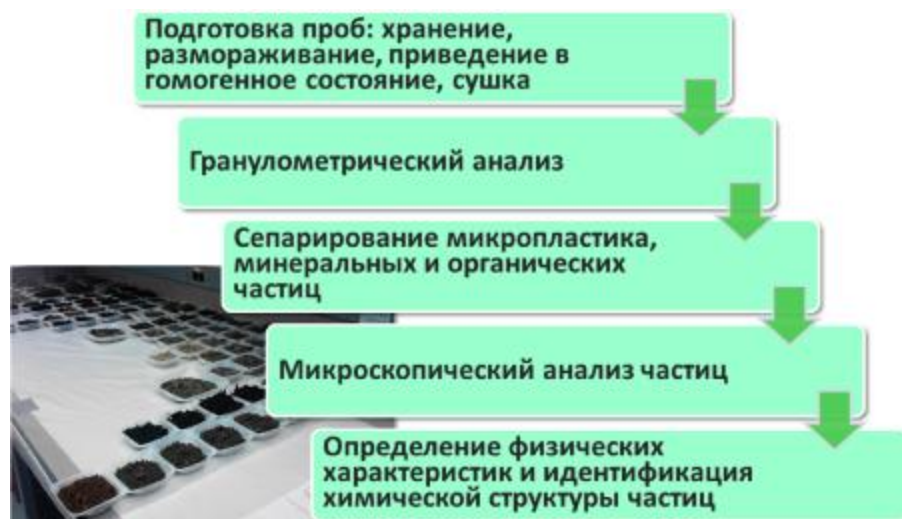 Подготовка проб: хранение,
размораживание, приведение в
гомогенное состояние, сушка
Гранулометрический анализ
Сепарирование микропластика,
минеральных и органических
частиц
Микроскопический анализ частиц
Определение физических
характеристик и идентификация
химической структуры частиц